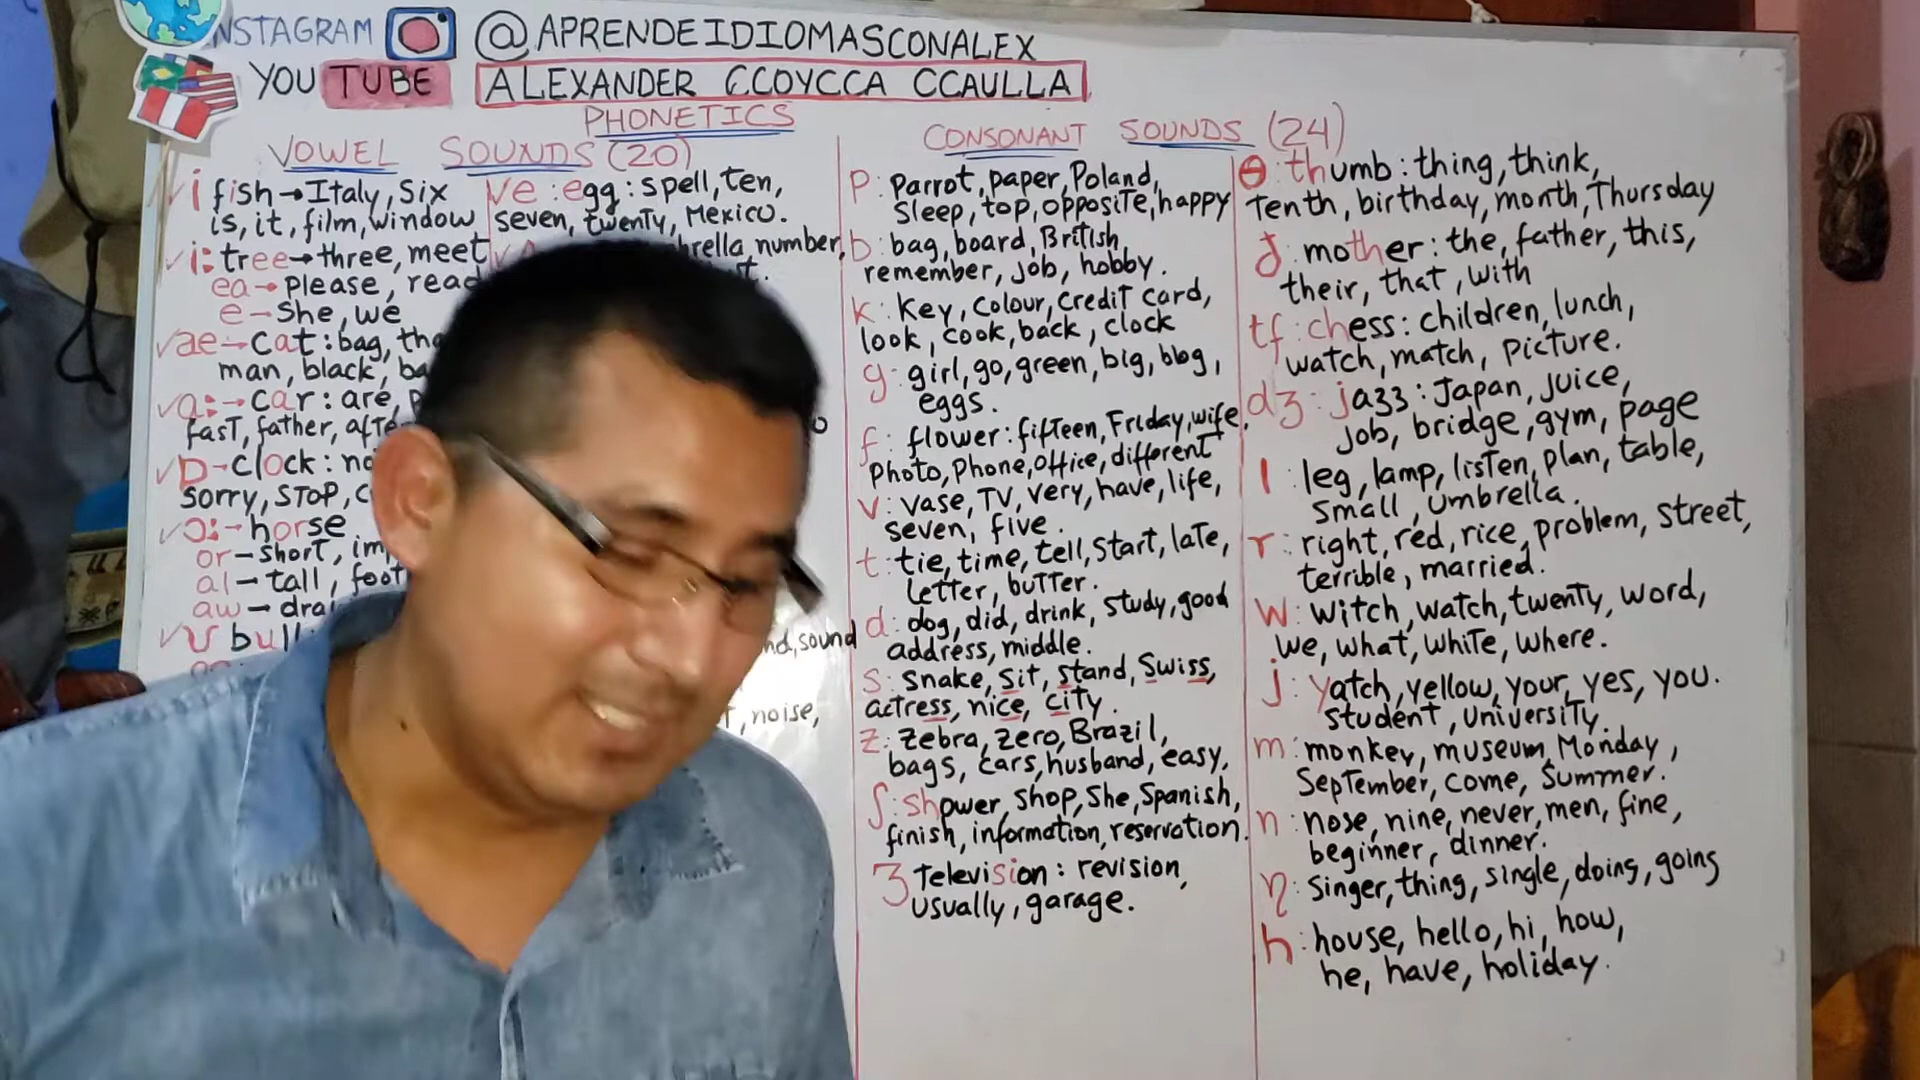 INSTAGRAM @APRENDEIDIOMASCONALEX
YOU TUBE ALEXANDER CCOYCCA CCAULLA
PHONETICS
VOWEL SOUNDS (20)
i fish → Italy, six
is, it, film, window
i: tree → three, meet
ea → please, read
e → she, we
ae → cat : bag,
man, black,
a: → car : are,
fast, father,
D - clock :
sorry, stop,
ɔ: → horse
or - short,
al - tall,
aw →
ʊ bull
e : egg : spell, ten,
seven, twenty, Mexico.
number,
sound
, noise,
CONSONANT SOUNDS (24)
p : parrot, paper, Poland,
sleep, top, opposite, happy
b : bag, board, British,
remember, job, hobby.
k : key, colour, credit card,
look, cook, back, clock
g : girl, go, green, big, blog,
eggs.
f : flower : fifteen, Friday, wife,
photo, phone, office, different
v : vase, TV, very, have, life,
seven, five.
t : tie, time, tell, start, late,
letter, butter.
d : dog, did, drink, study, good
address, middle.
s : snake, sit, stand, swiss,
actress, nice, city.
z : zebra, zero, Brazil,
bags, cars, husband, easy,
ʃ : shower, shop, she, Spanish,
finish, information, reservation.
ʒ television : revision,
usually, garage.
θ : thumb : thing, think,
tenth, birthday, month, Thursday
ð : mother : the, father, this,
their, that, with
tʃ : chess : children, lunch,
watch, match, picture.
dʒ : jazz : Japan, juice,
job, bridge, gym, page
l : leg, lamp, listen, plan, table,
small, umbrella.
r : right, red, rice, problem, street,
terrible, married.
w : witch, watch, twenty, word,
we, what, white, where.
j : yatch, yellow, your, yes, you.
student, university.
m : monkey, museum, Monday,
September, come, summer.
n : nose, nine, never, men, fine,
beginner, dinner.
ŋ : singer, thing, single, doing, going
h : house, hello, hi, how,
he, have, holiday.